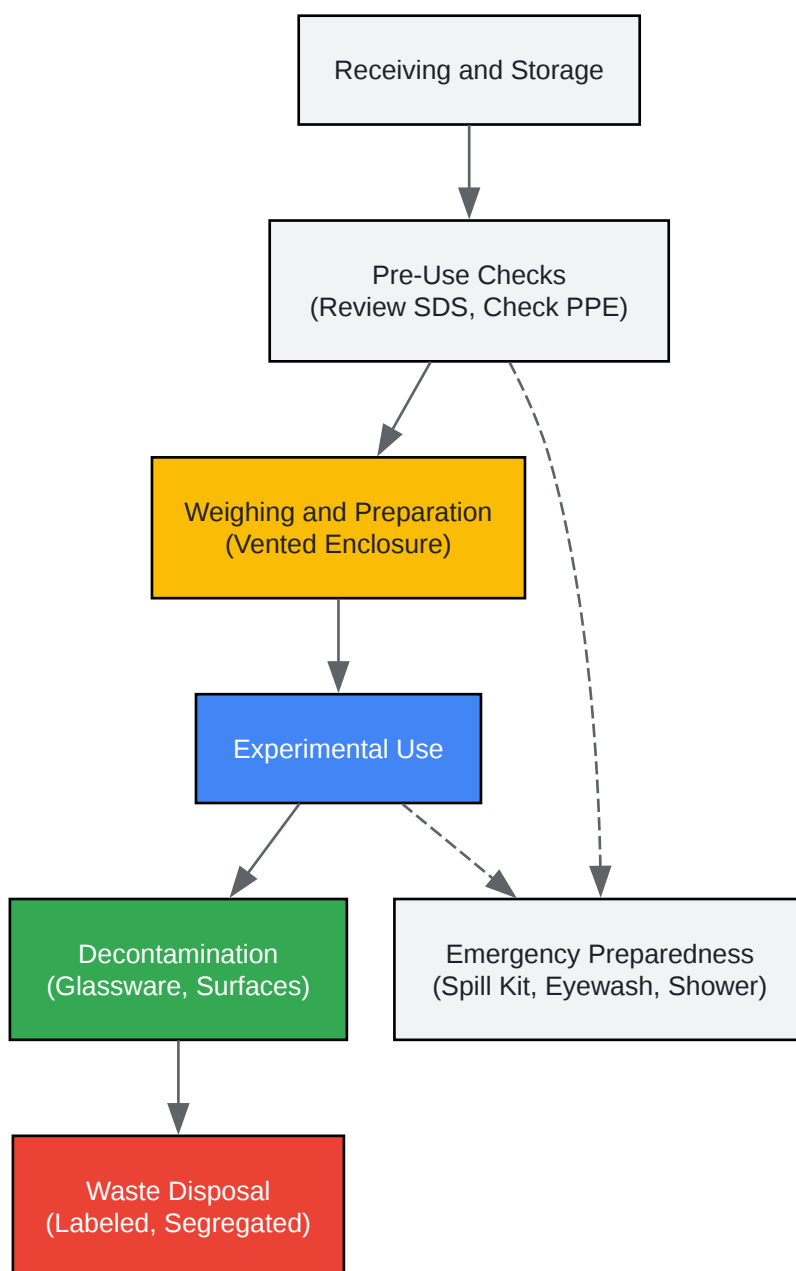 Receiving and Storage
Pre-Use Checks
(Review SDS, Check PPE)
Weighing and Preparation
(Vented Enclosure)
Experimental Use
Decontamination
(Glassware, Surfaces)
Emergency Preparedness
(Spill Kit, Eyewash, Shower)
Waste Disposal
(Labeled, Segregated)